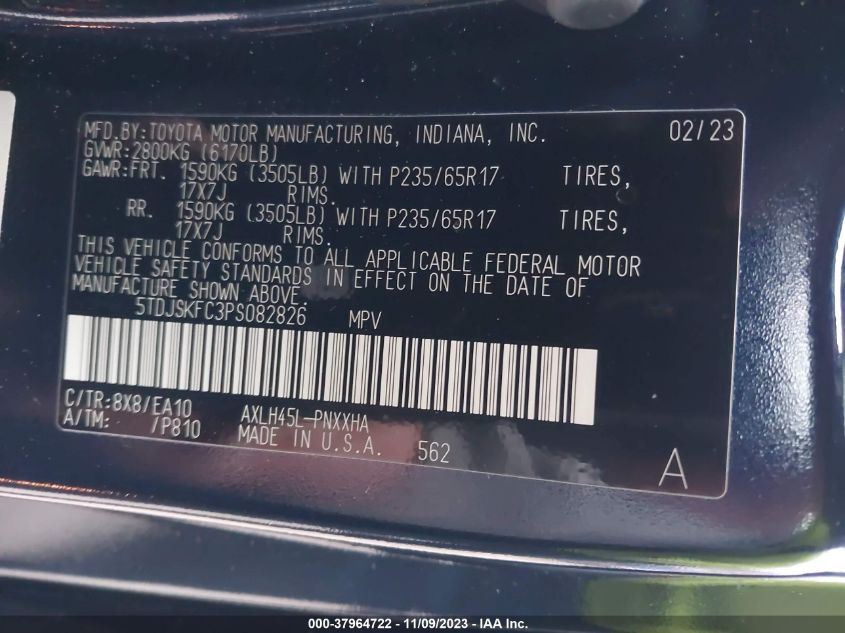 MFD.BY:TOYOTA MOTOR MANUFACTURING, INDIANA, INC. 02/23
GVWR:2800KG (6170LB)
GAWR:FRT. 1590KG (3505LB) WITH P235/65R17 TIRES,
17X7J RIMS.
RR. 1590KG (3505LB) WITH P235/65R17 TIRES,
17X7J RIMS.
THIS VEHICLE CONFORMS TO ALL APPLICABLE FEDERAL MOTOR
VEHICLE SAFETY STANDARDS IN EFFECT ON THE DATE OF
MANUFACTURE SHOWN ABOVE.
5TDJSKFC3PS082826 MPV
C/TR:8X8/EA10 AXLH45L-PNXXHA
A/TM: /P810 MADE IN U.S.A. 562
A
000-37964722 - 11/09/2023 - IAA Inc.